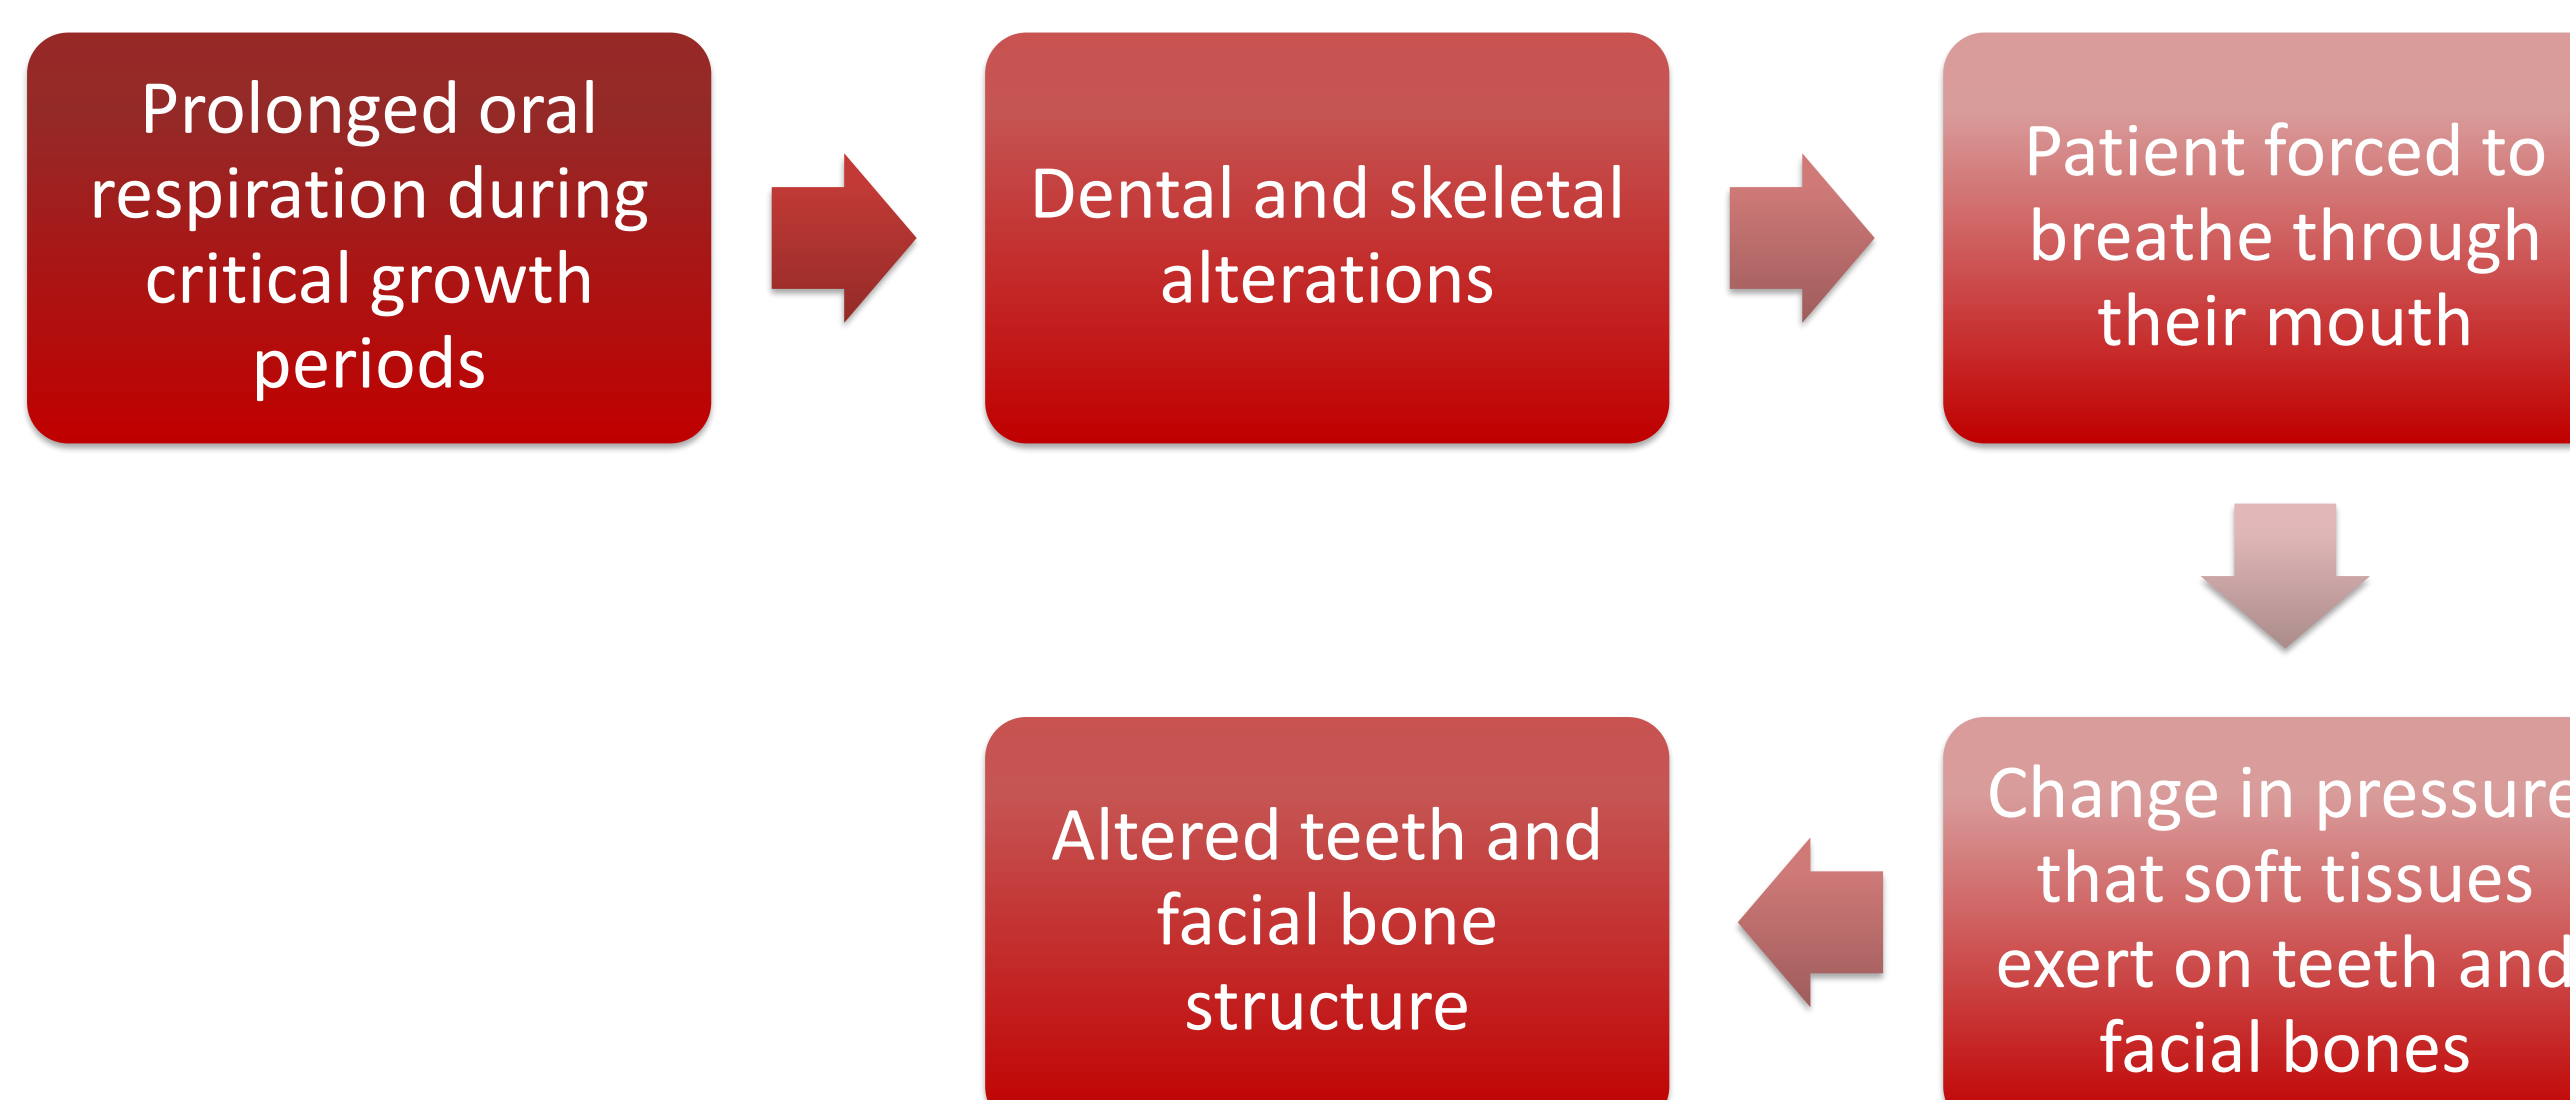 Prolonged oral
respiration during
critical growth
periods
Dental and skeletal
alterations
Patient forced to
breathe through
their mouth
Change in pressure
that soft tissues
exert on teeth and
facial bones
Altered teeth and
facial bone
structure